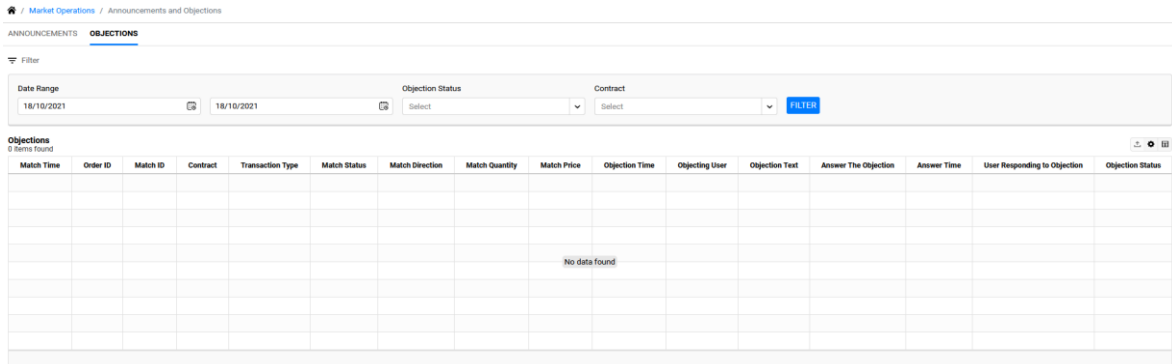 / Market Operations / Announcements and Objections
ANNOUNCEMENTS OBJECTIONS
Filter
Date Range Objection Status Contract
18/10/2021 18/10/2021 Select Select FILTER
Objections
0 items found
Match Time Order ID Match ID Contract Transaction Type Match Status Match Direction Match Quantity Match Price Objection Time Objecting User Objection Text Answer The Objection Answer Time User Responding to Objection Objection Status
No data found